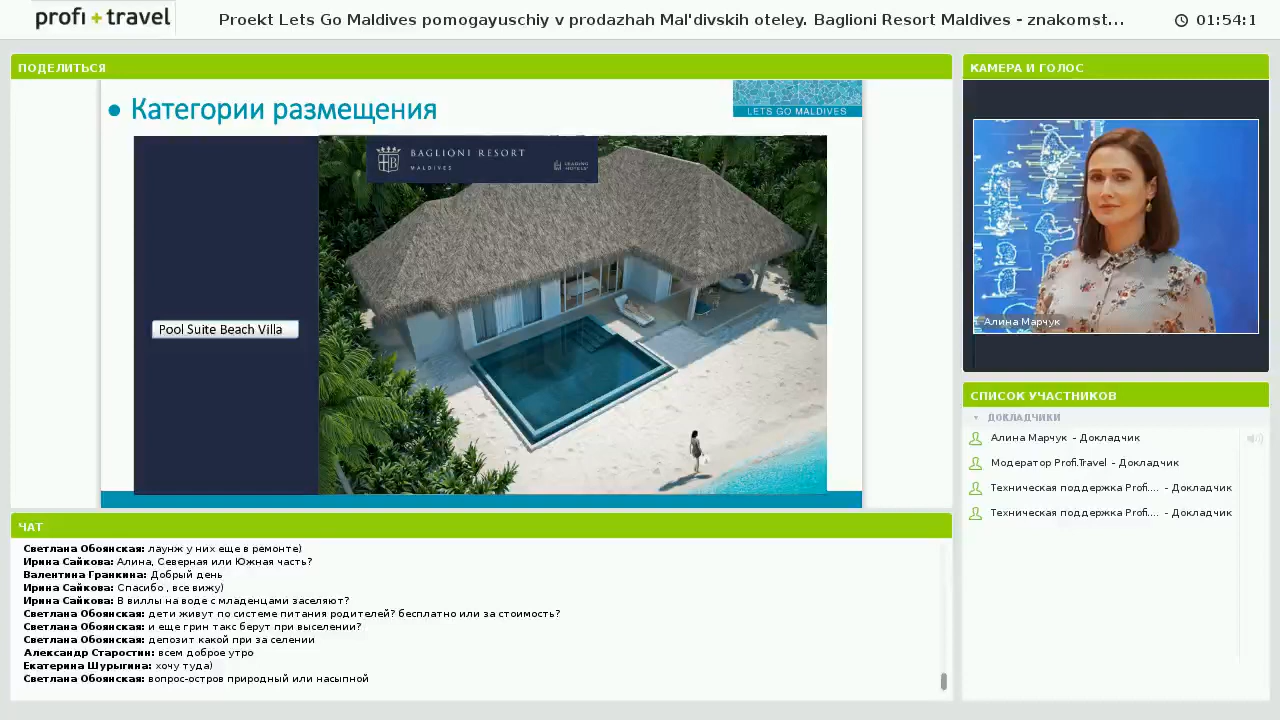 profi+travel
Proekt Lets Go Maldives pomogayuschiy v prodazhah Mal'divskih oteley. Baglioni Resort Maldives - znakomst...
01:54:1
ПОДЕЛИТЬСЯ
• Категории размещения
LETS GO MALDIVES
BAGLIONI RESORT
MALDIVES
Pool Suite Beach Villa
ЧАТ
Светлана Обоянская: лаунж у них еще в ремонте)
Ирина Сайкова: Алина, Северная или Южная часть?
Валентина Гранкина: Добрый день
Ирина Сайкова: Спасибо , все вижу)
Ирина Сайкова: В виллы на воде с младенцами заселяют?
Светлана Обоянская: дети живут по системе питания родителей? бесплатно или за стоимость?
Светлана Обоянская: и еще грин такс берут при выселении?
Светлана Обоянская: депозит какой при за селении
Александр Старостин: всем доброе утро
Екатерина Шурыгина: хочу туда)
Светлана Обоянская: вопрос-остров природный или насыпной
КАМЕРА И ГОЛОС
Алина Марчук
СПИСОК УЧАСТНИКОВ
ДОКЛАДЧИКИ
Алина Марчук - Докладчик
Модератор Profi.Travel - Докладчик
Техническая поддержка Profi.... - Докладчик
Техническая поддержка Profi.... - Докладчик